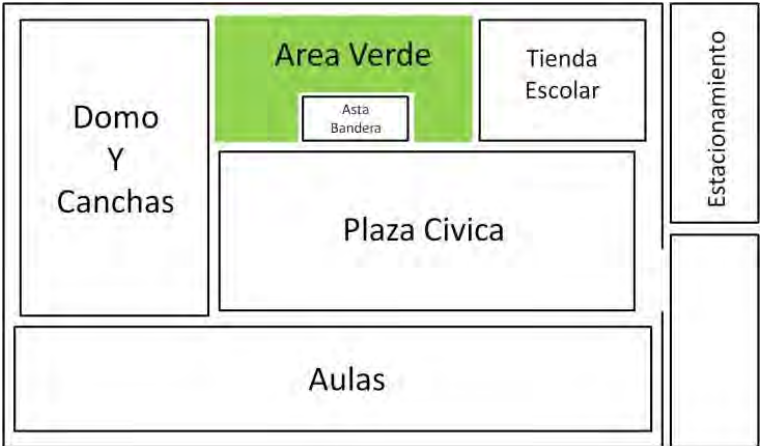 Area Verde
Tienda
Escolar
Asta
Bandera
Domo
Y
Canchas
Plaza Civica
Aulas
Estacionamiento